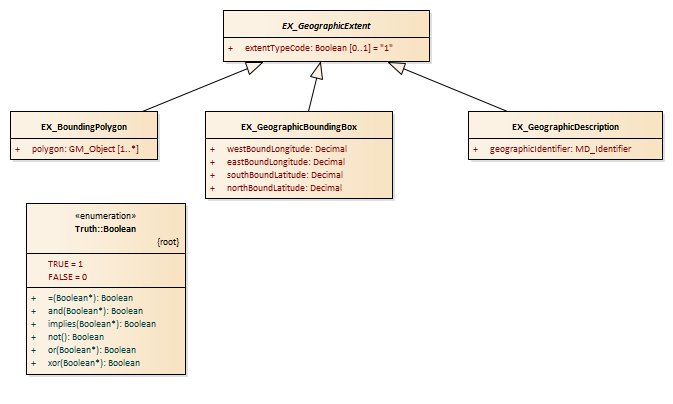 EX_GeographicExtent
+ extentTypeCode: Boolean [0..1] = "1"
EX_BoundingPolygon
+ polygon: GM_Object [1..*]
EX_GeographicBoundingBox
+ westBoundLongitude: Decimal
+ eastBoundLongitude: Decimal
+ southBoundLatitude: Decimal
+ northBoundLatitude: Decimal
EX_GeographicDescription
+ geographicIdentifier: MD_Identifier
«enumeration»
Truth::Boolean
{root}
TRUE = 1
FALSE = 0
+ =(Boolean*): Boolean
+ and(Boolean*): Boolean
+ implies(Boolean*): Boolean
+ not(): Boolean
+ or(Boolean*): Boolean
+ xor(Boolean*): Boolean